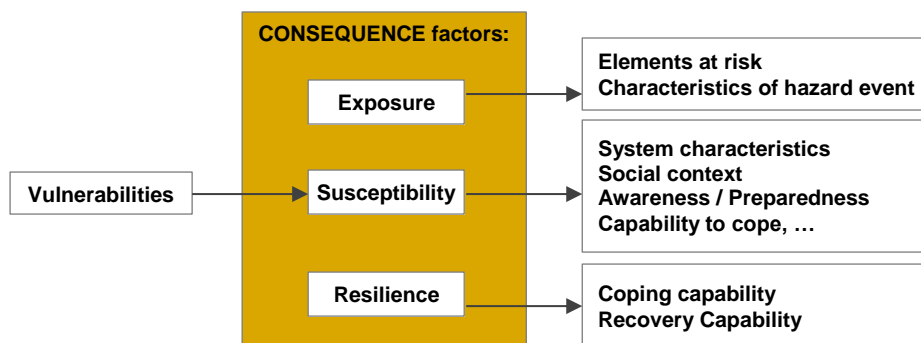 CONSEQUENCE factors:
Exposure
Elements at risk
Characteristics of hazard event
Vulnerabilities
Susceptibility
System characteristics
Social context
Awareness / Preparedness
Capability to cope, …
Resilience
Coping capability
Recovery Capability